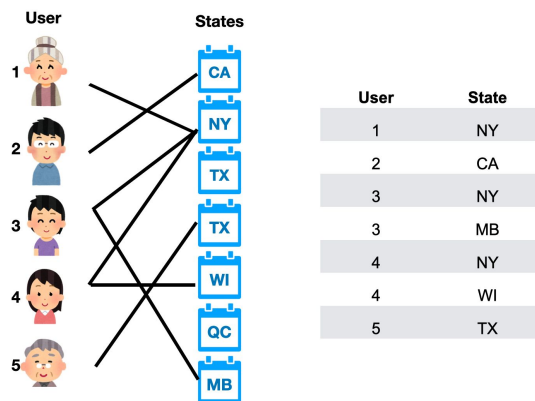 User
States
1
CA
NY
2
TX
3
TX
4
WI
QC
5
MB
User State
1 NY
2 CA
3 NY
3 MB
4 NY
4 WI
5 TX